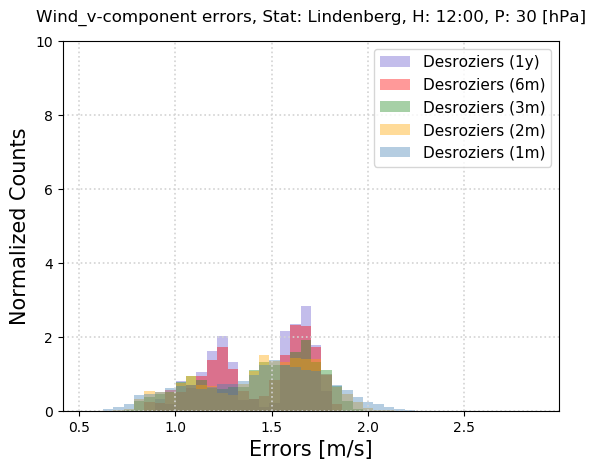 Wind_v-component errors, Stat: Lindenberg, H: 12:00, P: 30 [hPa]
10
8
6
4
2
0
Normalized Counts
Desroziers (1y)
Desroziers (6m)
Desroziers (3m)
Desroziers (2m)
Desroziers (1m)
0.5 1.0 1.5 2.0 2.5
Errors [m/s]